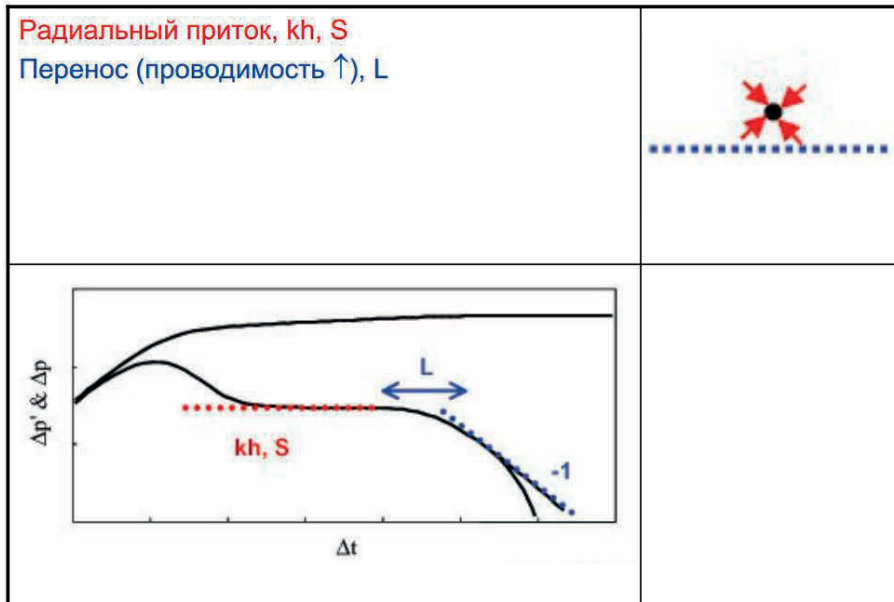 Радиальный приток, kh, S
Перенос (проводимость ↑), L
Δp' & Δp
L
kh, S
-1
Δt